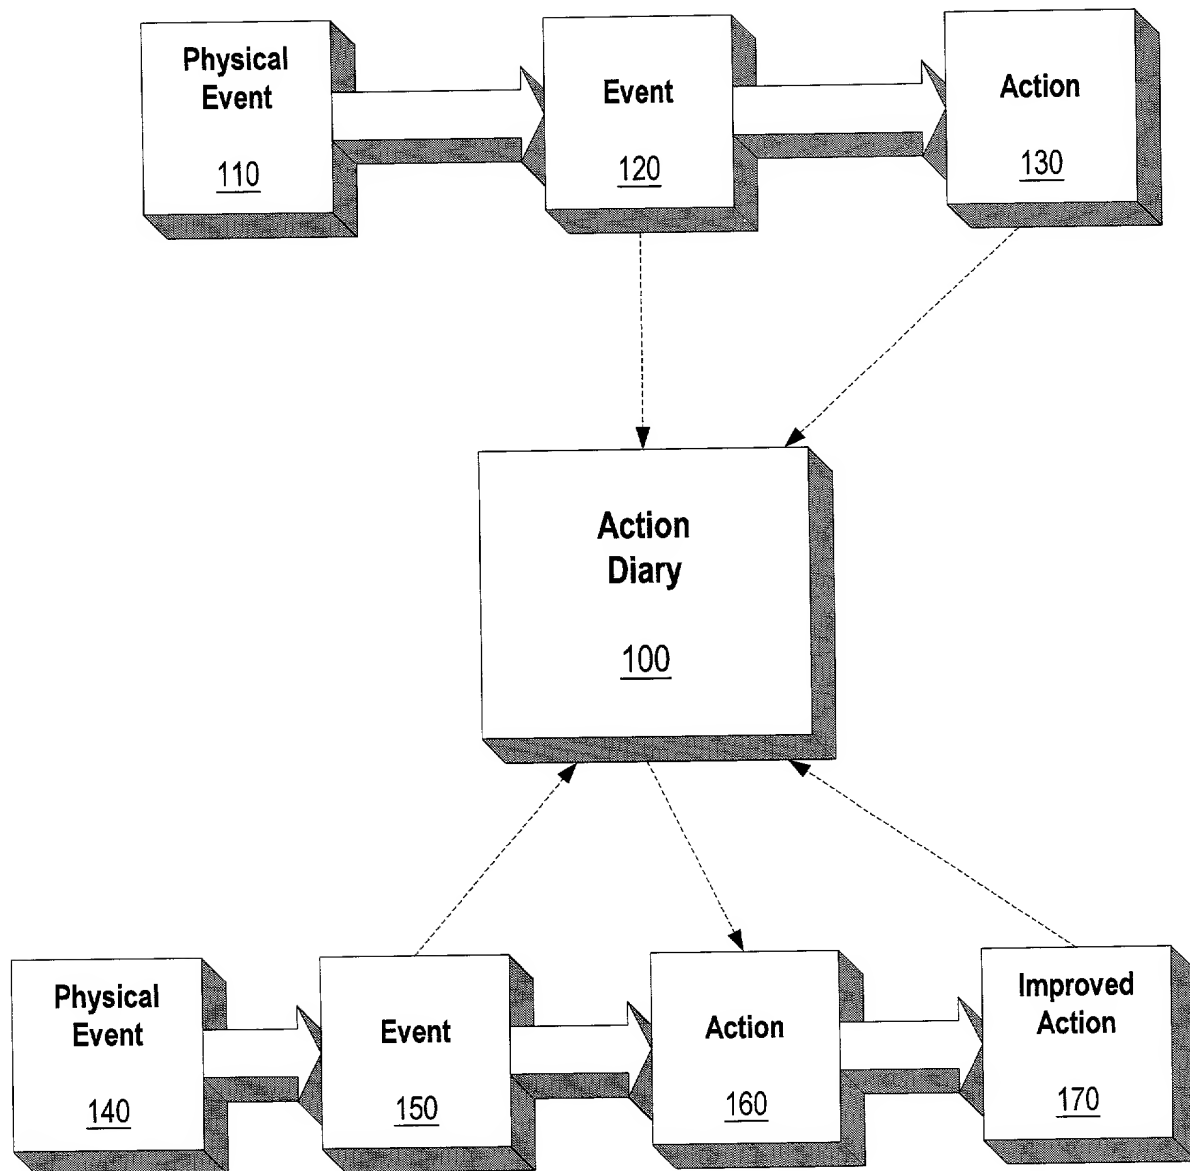 Physical
Event
110
Event
120
Action
130
Action
Diary
100
Physical
Event
140
Event
150
Action
160
Improved
Action
170